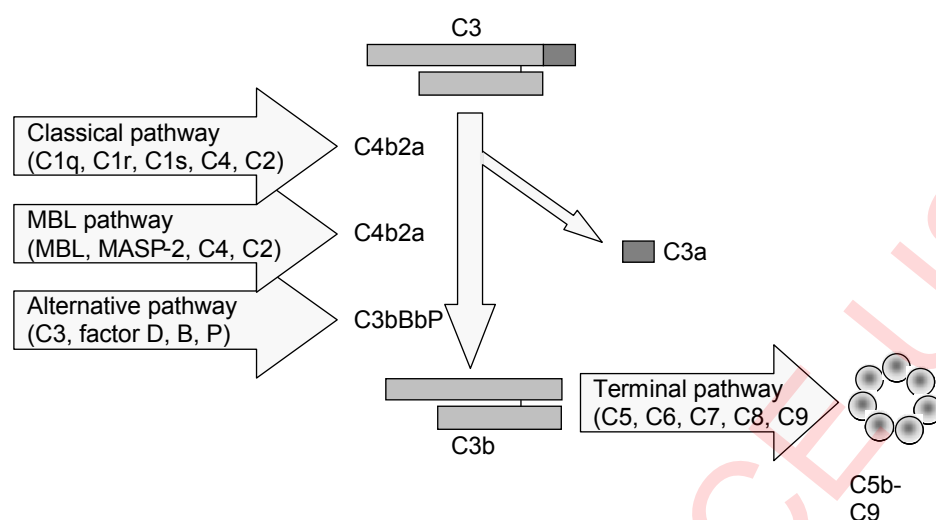 C3
Classical pathway
(C1q, C1r, C1s, C4, C2)
C4b2a
MBL pathway
(MBL, MASP-2, C4, C2)
C4b2a
C3a
Alternative pathway
(C3, factor D, B, P)
C3bBbP
Terminal pathway
(C5, C6, C7, C8, C9
C3b
C5b-
C9